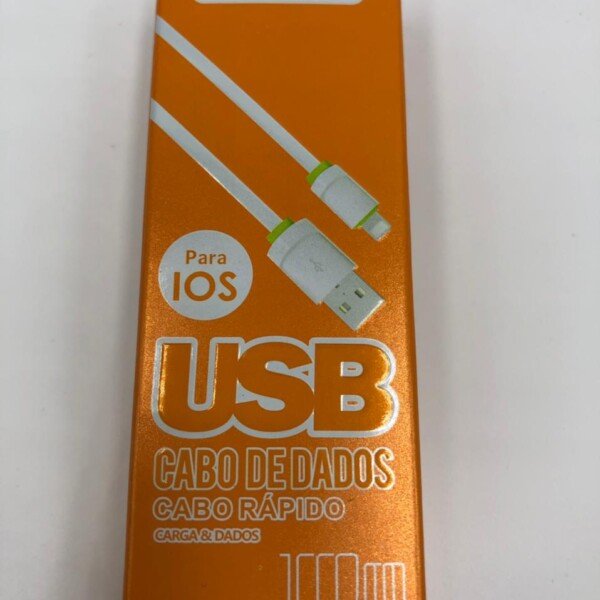 Para
IOS
USB
CABO DE DADOS
CABO RÁPIDO
CARGA & DADOS